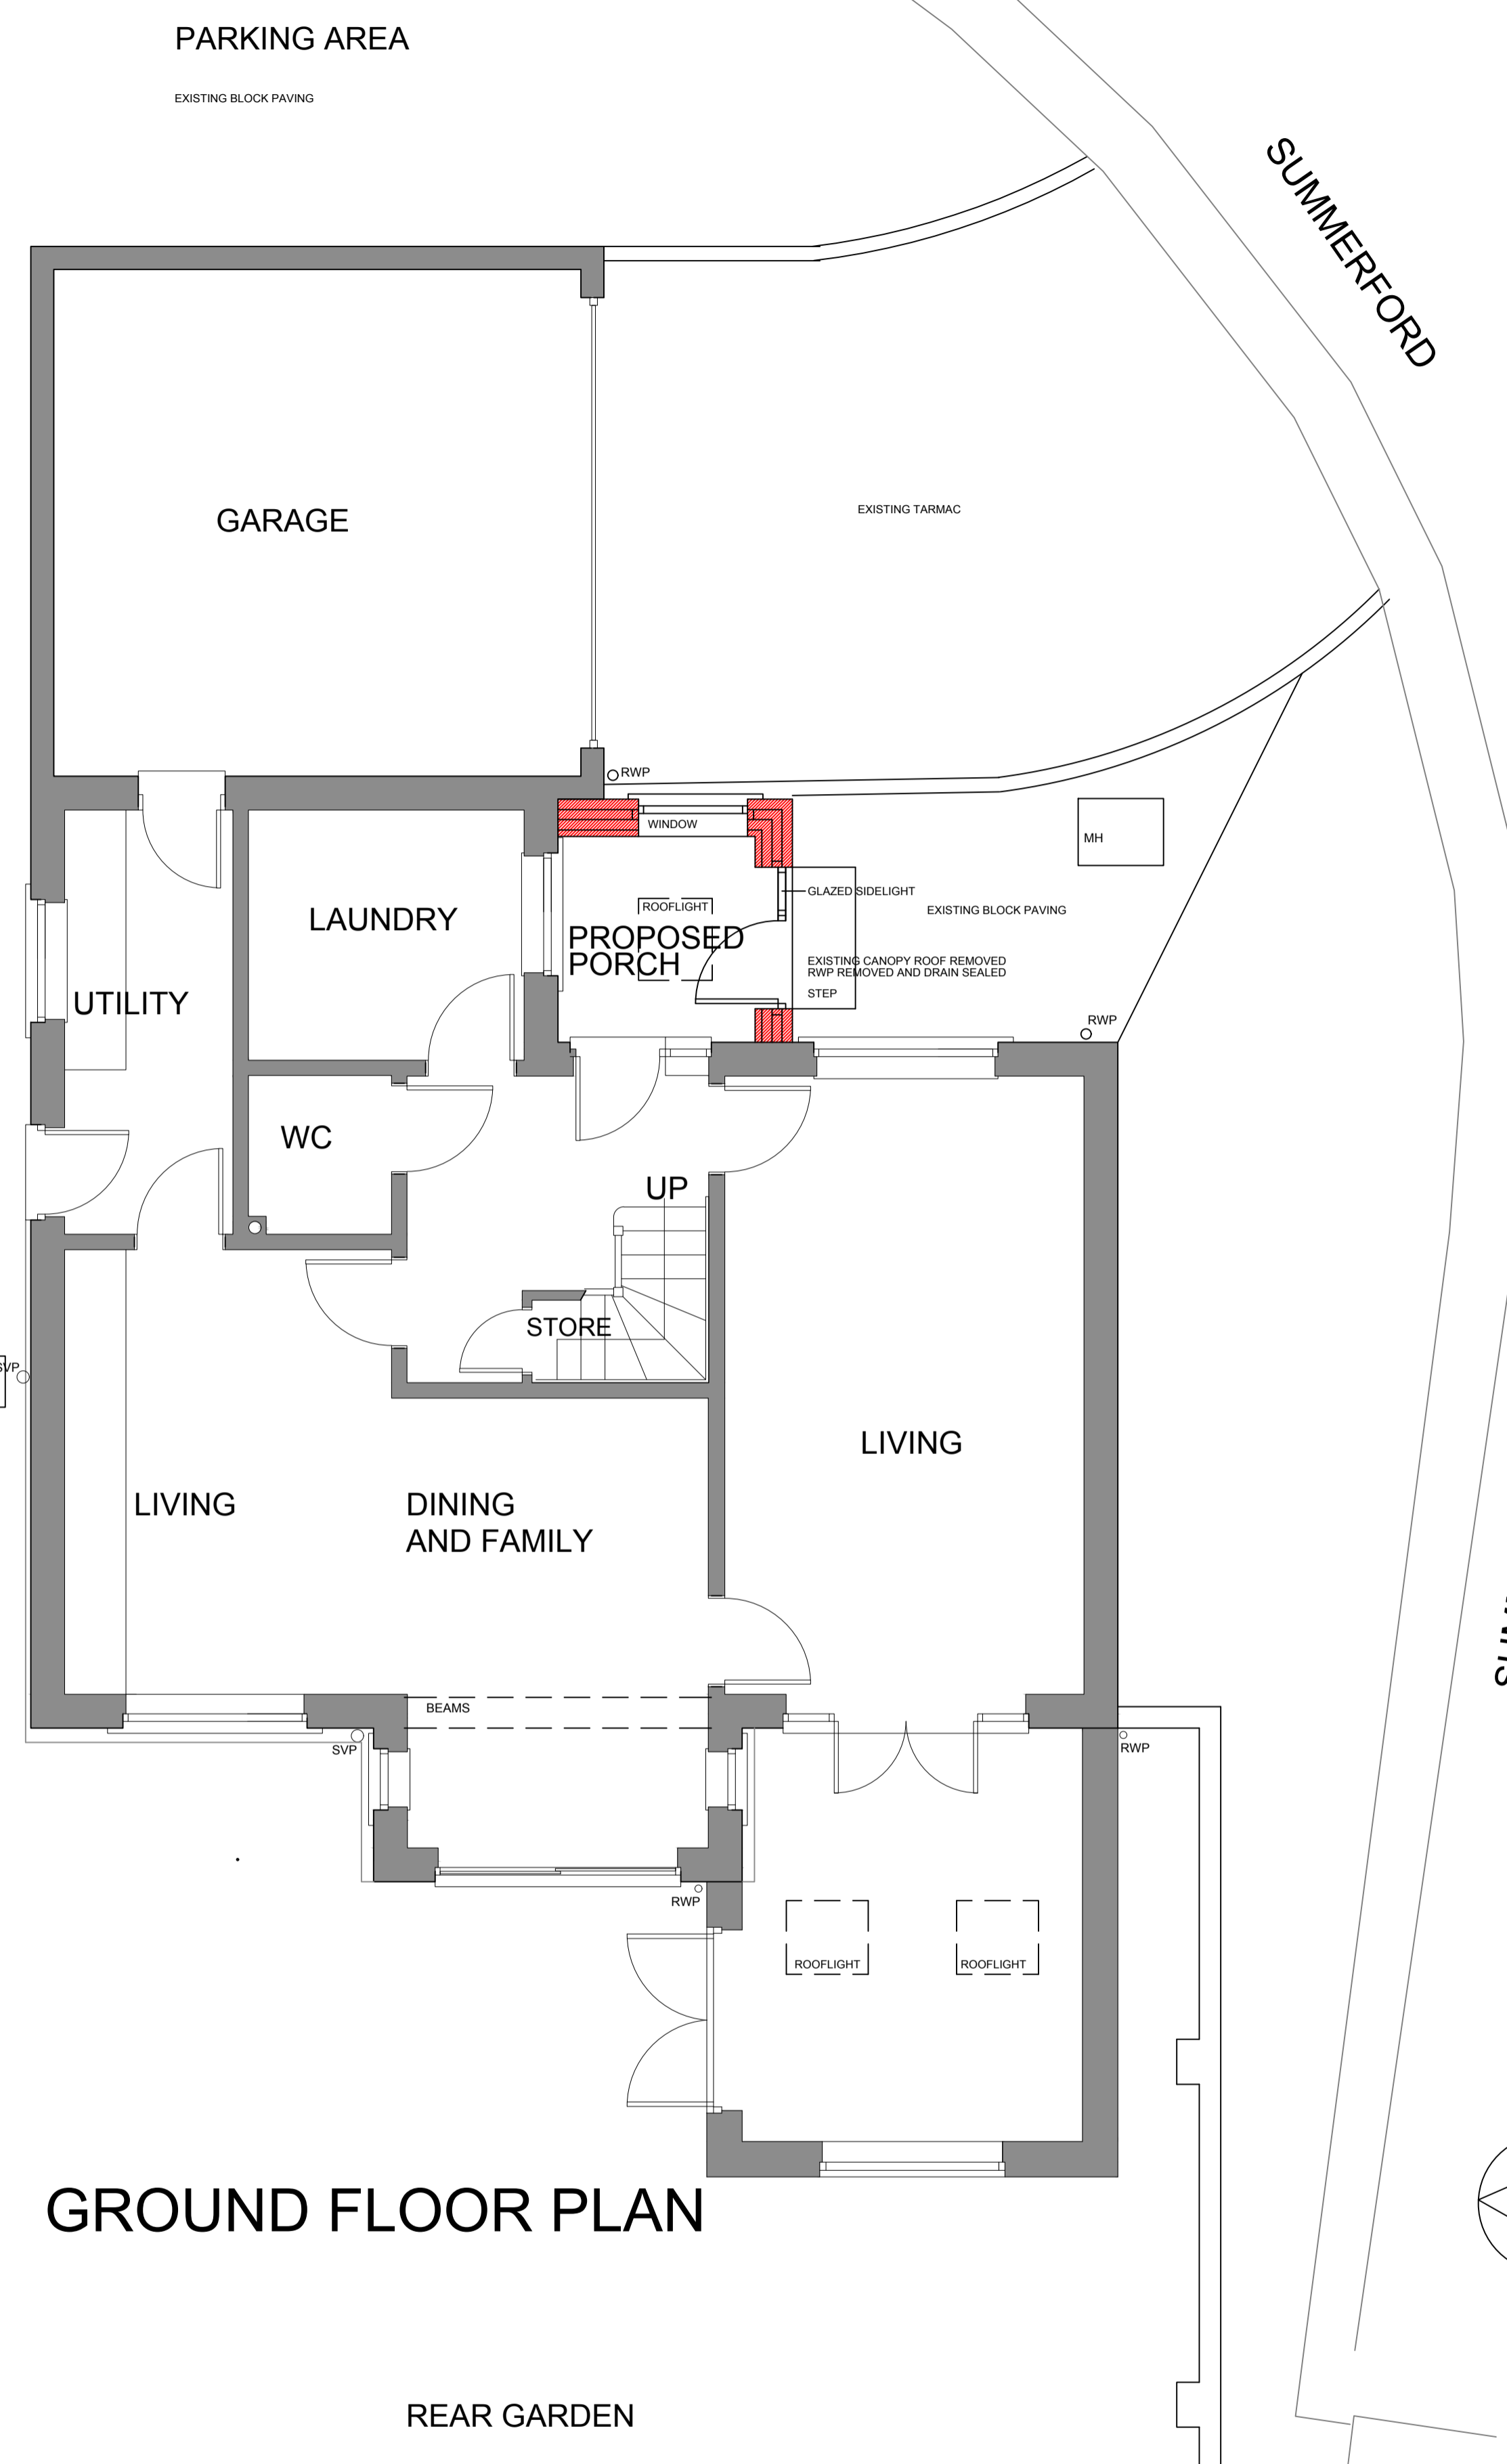 PARKING AREA
EXISTING BLOCK PAVING
SUMMERFORD
GARAGE
EXISTING TARMAC
RWP
WINDOW
MH
GLAZED SIDELIGHT
ROOFLIGHT
EXISTING BLOCK PAVING
LAUNDRY
PROPOSED
PORCH
EXISTING CANOPY ROOF REMOVED
RWP REMOVED AND DRAIN SEALED
STEP
UTILITY
RWP
WC
UP
STORE
SVP
LIVING
LIVING
DINING
AND FAMILY
BEAMS
SVP
RWP
RWP
ROOFLIGHT
ROOFLIGHT
GROUND FLOOR PLAN
REAR GARDEN